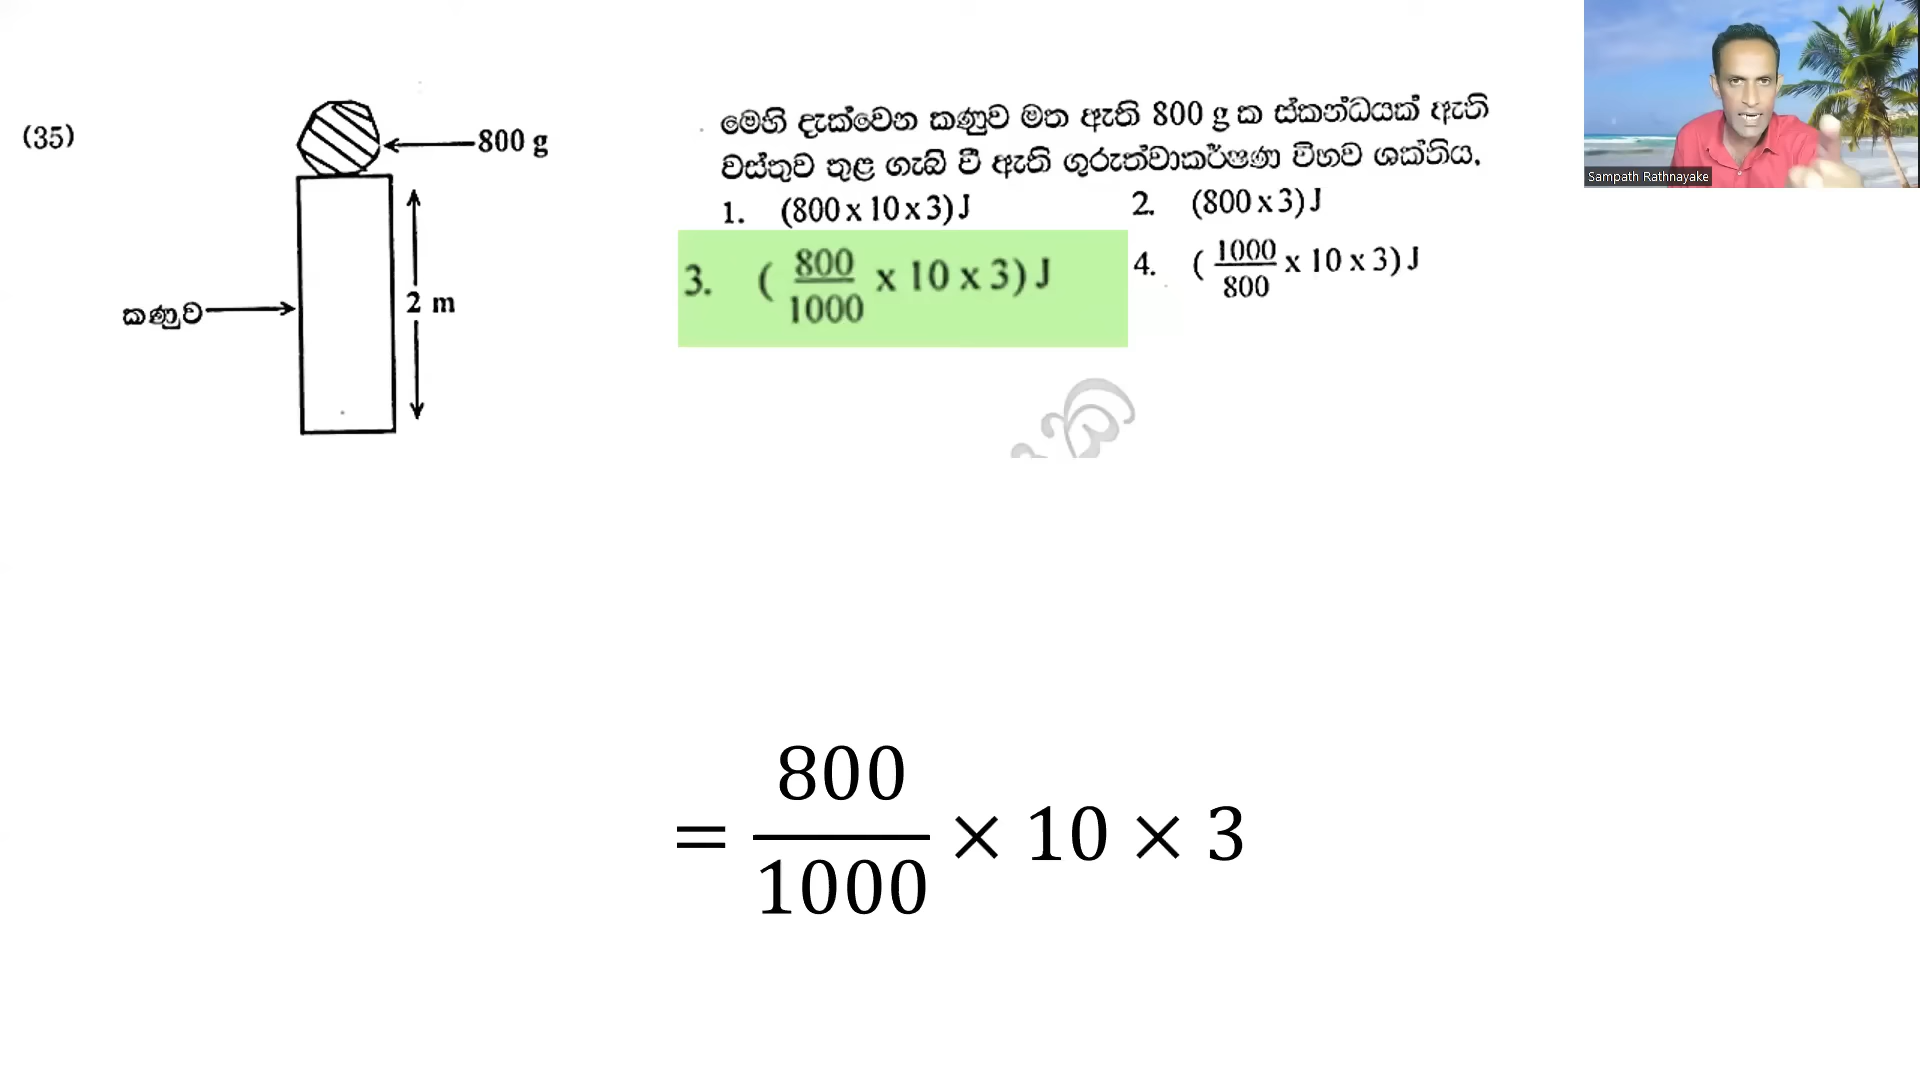 (35)
800 g
2 m
කණුව
මෙහි දැක්වෙන කණුව මත ඇති 800 g ක ස්කන්ධයක් ඇති
වස්තුව තුළ ගැබ් වී ඇති ගුරුත්වාකර්ෂණ විභව ශක්තිය,
1. (800 x 10 x 3) J
2. (800 x 3) J
3. ( 800/1000 x 10 x 3) J
4. ( 1000/800 x 10 x 3) J
= 800/1000 × 10 × 3
Sampath Rathnayake